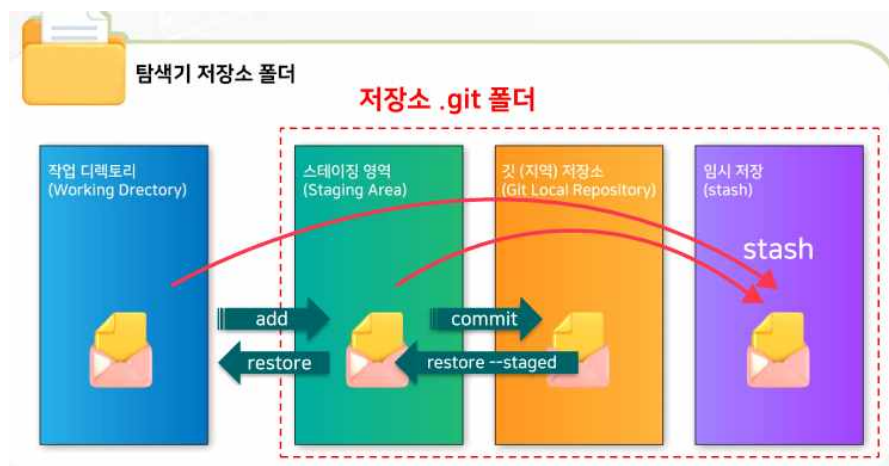 탐색기 저장소 폴더
저장소 .git 폴더
작업 디렉토리
(Working Drectory)
스테이징 영역
(Staging Area)
깃 (지역) 저장소
(Git Local Repository)
임시 저장
(stash)
stash
add
commit
restore
restore --staged